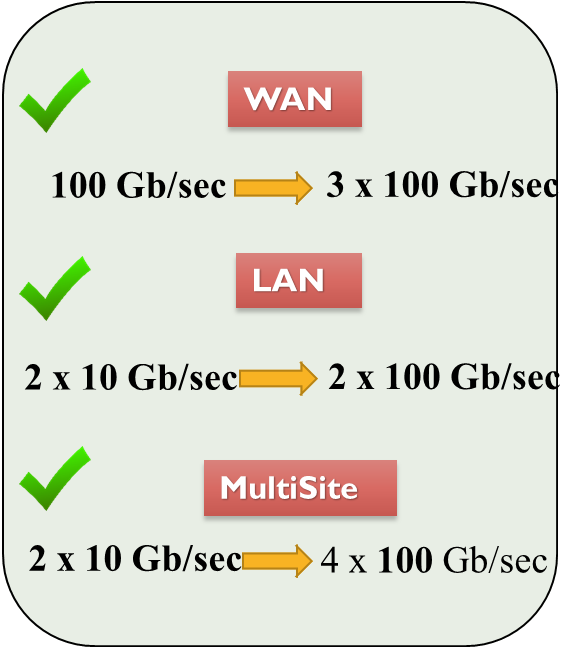 WAN
100 Gb/sec 3 x 100 Gb/sec
LAN
2 x 10 Gb/sec 2 x 100 Gb/sec
MultiSite
2 x 10 Gb/sec 4 x 100 Gb/sec